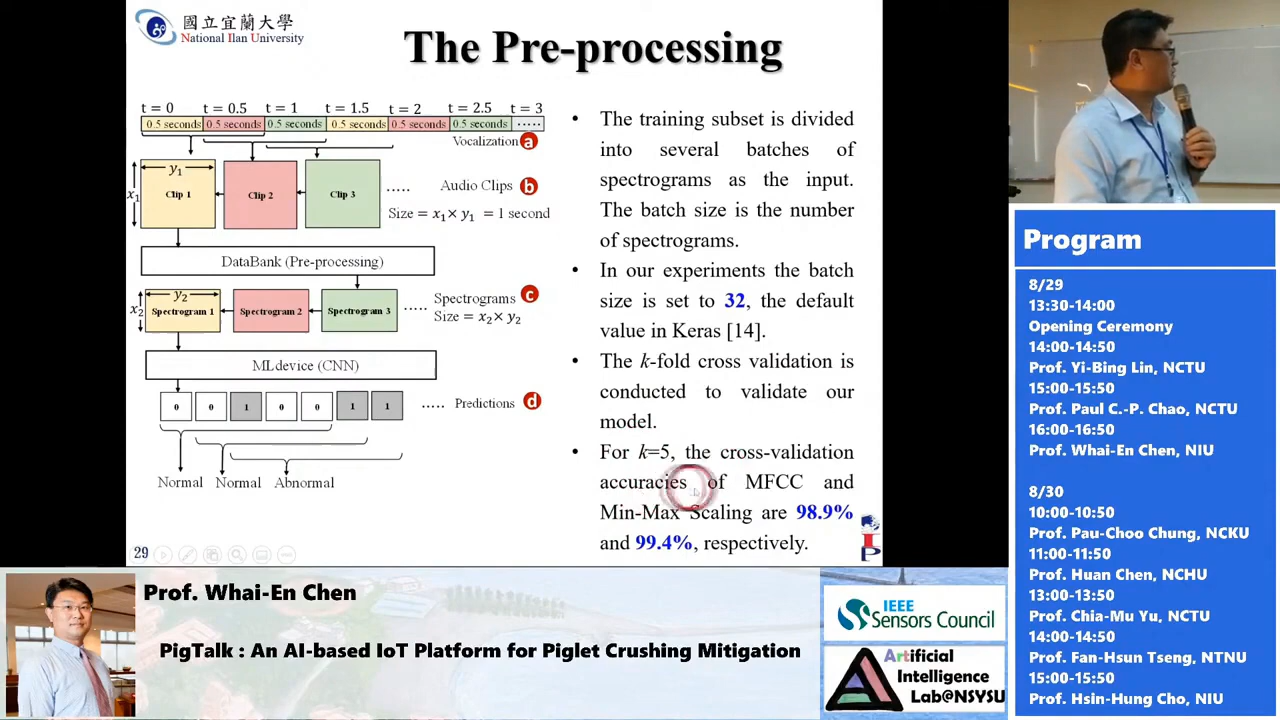 國立宜蘭大學
National Ilan University
The Pre-processing
t = 0 t = 0.5 t = 1 t = 1.5 t = 2 t = 2.5 t = 3
0.5 seconds 0.5 seconds 0.5 seconds 0.5 seconds 0.5 seconds 0.5 seconds .....
Vocalization a
y₁
x₁
Clip 1 Clip 2 Clip 3 .....
Audio Clips b
Size = x₁× y₁ = 1 second
DataBank (Pre-processing)
y₂
x₂
Spectrogram 1 Spectrogram 2 Spectrogram 3 .....
Spectrograms c
Size = x₂× y₂
MLdevice (CNN)
0 0 1 0 0 1 1 ..... Predictions d
Normal Normal Abnormal
• The training subset is divided
into several batches of
spectrograms as the input.
The batch size is the number
of spectrograms.
• In our experiments the batch
size is set to 32, the default
value in Keras [14].
• The k-fold cross validation is
conducted to validate our
model.
• For k=5, the cross-validation
accuracies of MFCC and
Min-Max Scaling are 98.9%
and 99.4%, respectively.
29
Prof. Whai-En Chen
PigTalk : An AI-based IoT Platform for Piglet Crushing Mitigation
IEEE
Sensors Council
Artificial
Intelligence
Lab@NSYSU
Program
8/29
13:30-14:00
Opening Ceremony
14:00-14:50
Prof. Yi-Bing Lin, NCTU
15:00-15:50
Prof. Paul C.-P. Chao, NCTU
16:00-16:50
Prof. Whai-En Chen, NIU
8/30
10:00-10:50
Prof. Pau-Choo Chung, NCKU
11:00-11:50
Prof. Huan Chen, NCHU
13:00-13:50
Prof. Chia-Mu Yu, NCTU
14:00-14:50
Prof. Fan-Hsun Tseng, NTNU
15:00-15:50
Prof. Hsin-Hung Cho, NIU